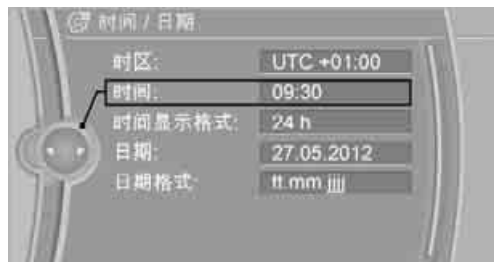 时间 / 日期
时区: UTC +01:00
时间: 09:30
时间显示格式: 24 h
日期: 27.05.2012
日期格式: tt.mm.jjjj